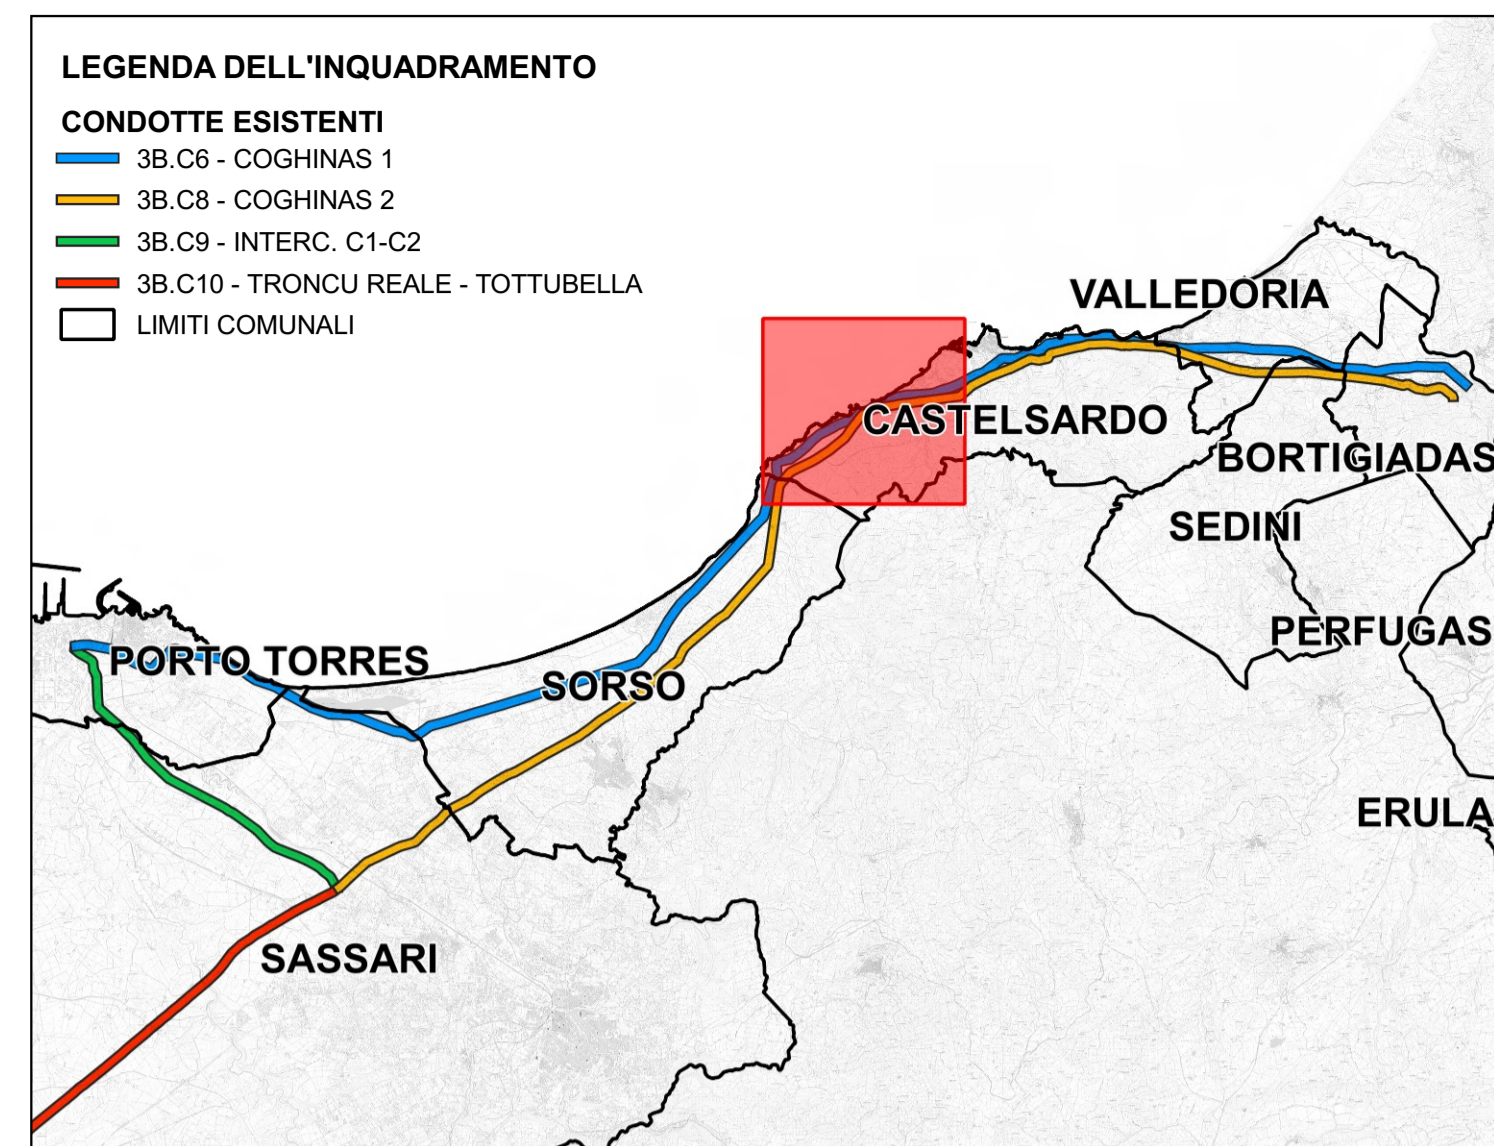 LEGENDA DELL'INQUADRAMENTO
CONDOTTE ESISTENTI
3B.C6 - COGHINAS 1
3B.C8 - COGHINAS 2
3B.C9 - INTERC. C1-C2
3B.C10 - TRONCU REALE - TOTTUBELLA
LIMITI COMUNALI
VALLEDORIA
CASTELSARDO
BORTIGIADAS
SEDINI
PERFUGAS
PORTO TORRES
SORSO
ERULA
SASSARI